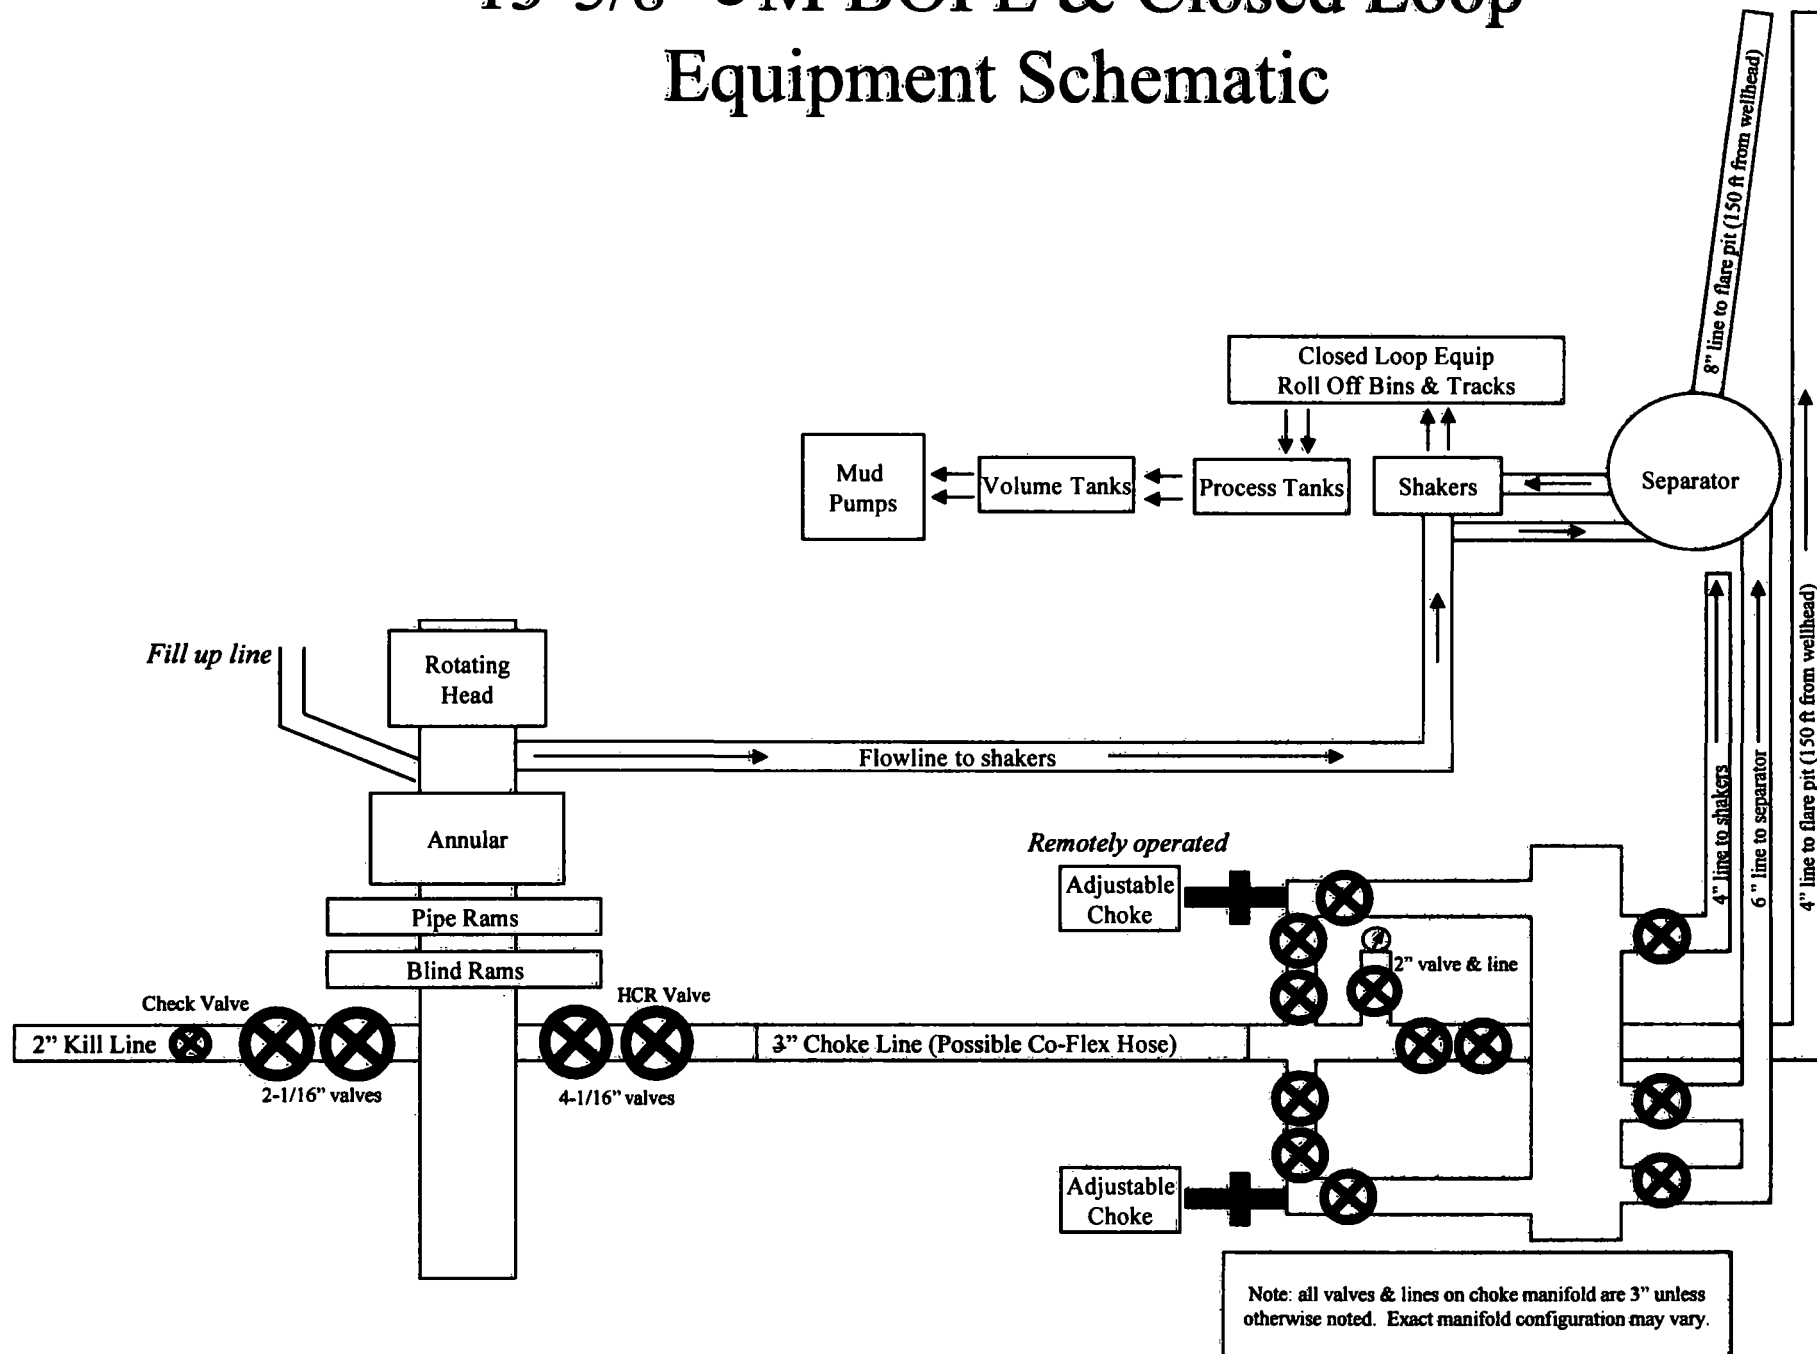 BOPE & Closed Loop
Equipment Schematic
8” line to flare pit (150 ft from wellhead)
Closed Loop Equip
Roll Off Bins & Tracks
Mud
Pumps
Volume Tanks
Process Tanks
Shakers
Separator
Fill up line
Rotating
Head
Flowline to shakers
Annular
Pipe Rams
Blind Rams
Check Valve
HCR Valve
2” Kill Line
3” Choke Line (Possible Co-Flex Hose)
2-1/16” valves
4-1/16” valves
Remotely operated
Adjustable
Choke
2” valve & line
Adjustable
Choke
4” line to shakers
6” line to separator
4” line to flare pit (150 ft from wellhead)
Note: all valves & lines on choke manifold are 3” unless
otherwise noted. Exact manifold configuration may vary.